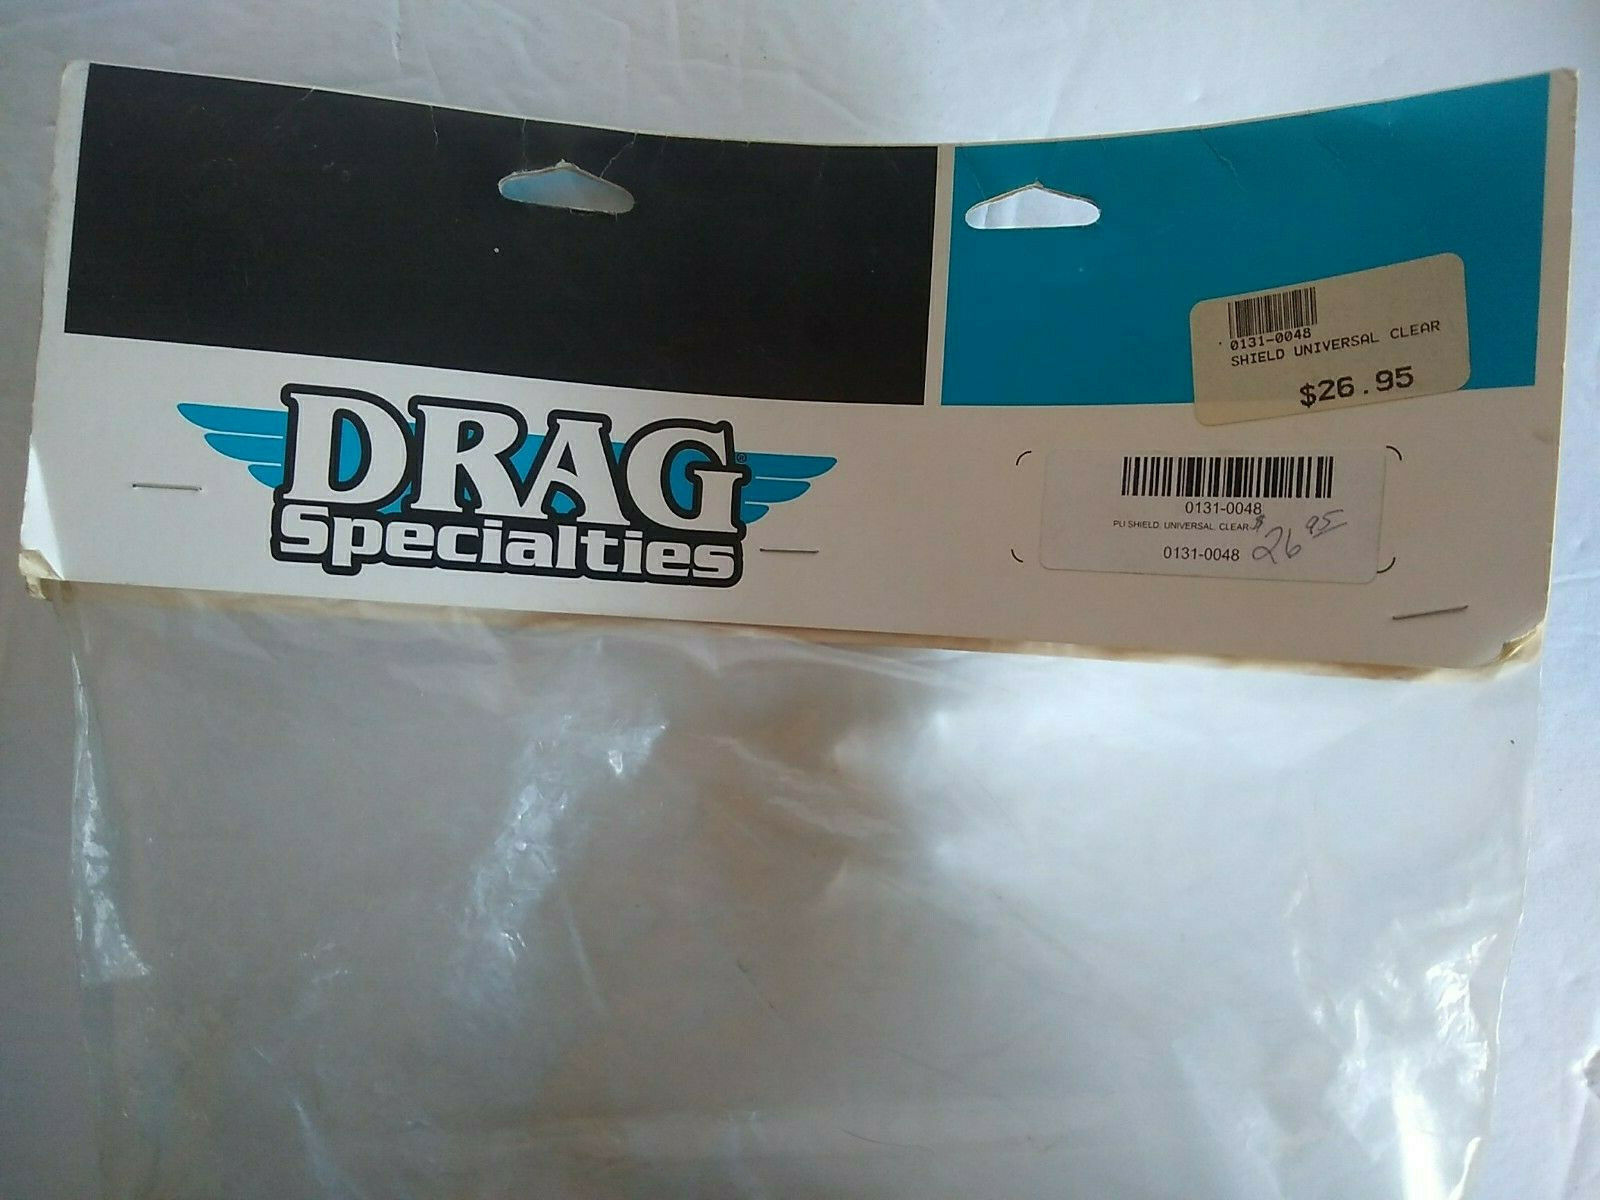 DRAG®
Specialties
0131-0048
SHIELD UNIVERSAL CLEAR
$26.95
0131-0048
PLI SHIELD, UNIVERSAL, CLEAR
0131-0048
$26 95